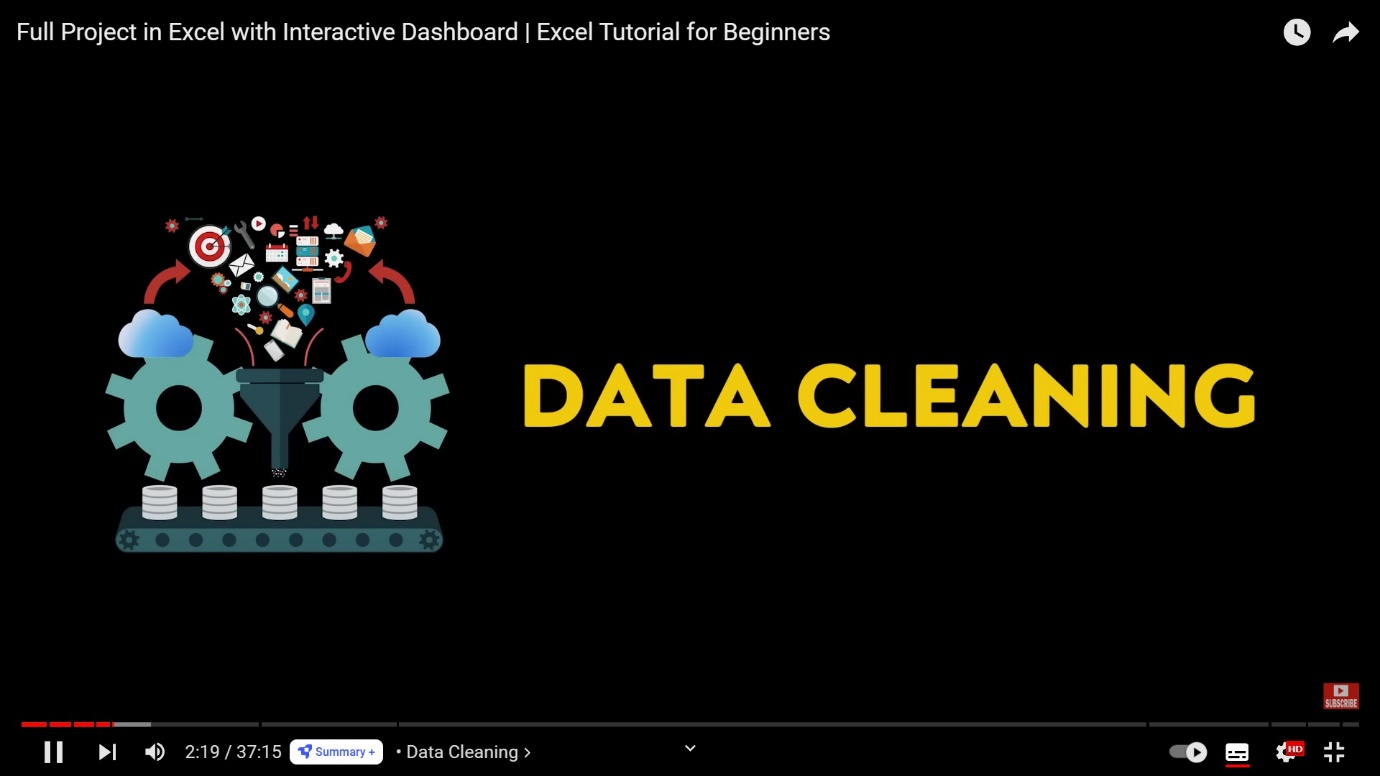 Full Project in Excel with Interactive Dashboard | Excel Tutorial for Beginners
DATA CLEANING
SUBSCRIBE
2:19 / 37:15 Summary + • Data Cleaning
HD